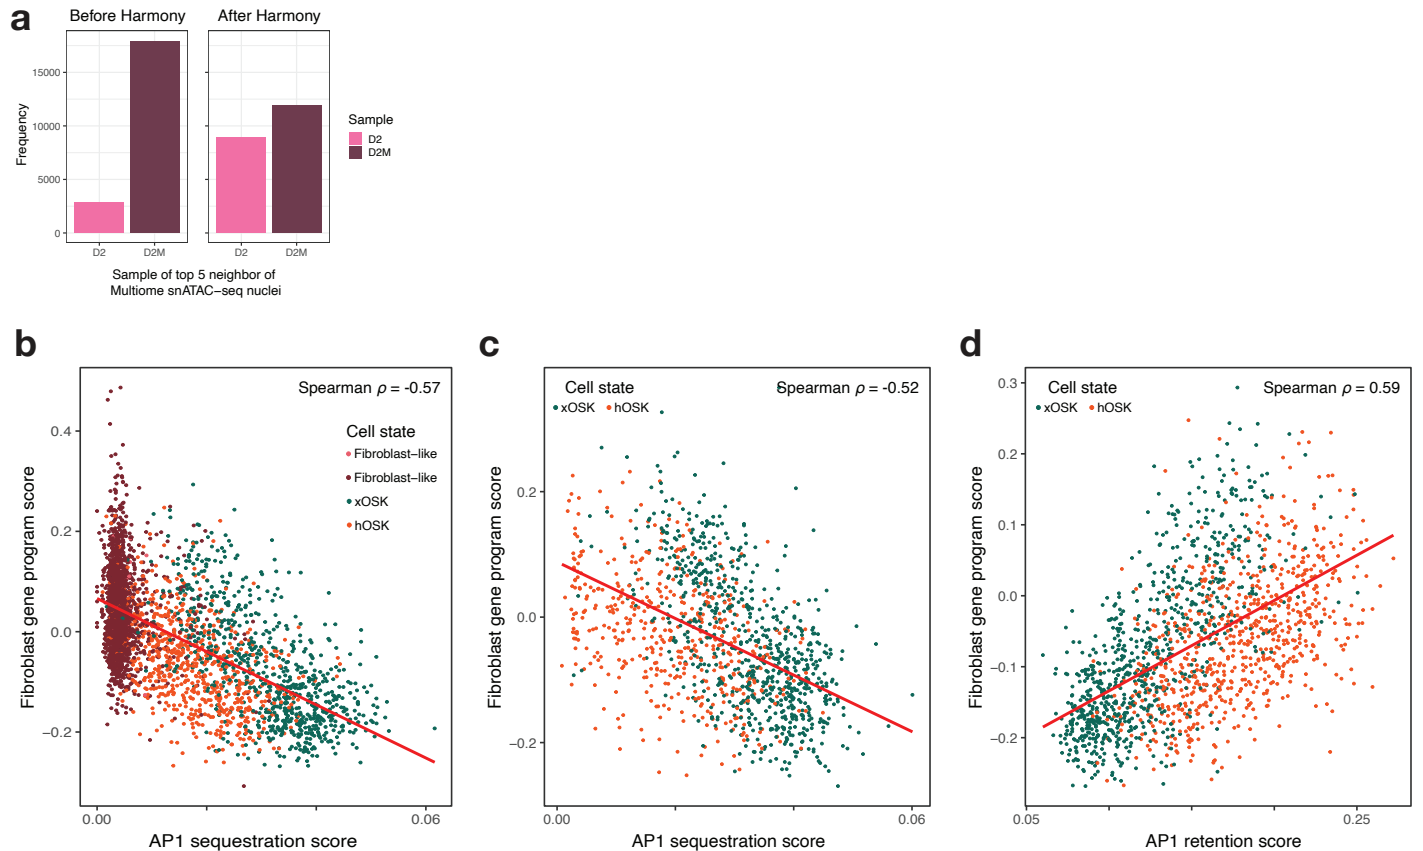 a
Before Harmony
After Harmony
Frequency
15000
10000
5000
0
D2
D2M
D2
D2M
Sample
D2
D2M
Sample of top 5 neighbor of
Multiome snATAC−seq nuclei
b
Spearman ρ = -0.57
Cell state
Fibroblast−like
Fibroblast−like
xOSK
hOSK
Fibroblast gene program score
0.4
0.2
0.0
−0.2
0.00
0.06
AP1 sequestration score
c
Cell state
xOSK
hOSK
Spearman ρ = -0.52
Fibroblast gene program score
0.2
0.0
−0.2
0.00
0.06
AP1 sequestration score
d
Cell state
xOSK
hOSK
Spearman ρ = 0.59
Fibroblast gene program score
0.3
0.2
0.1
0.0
−0.1
−0.2
0.05
0.25
AP1 retention score